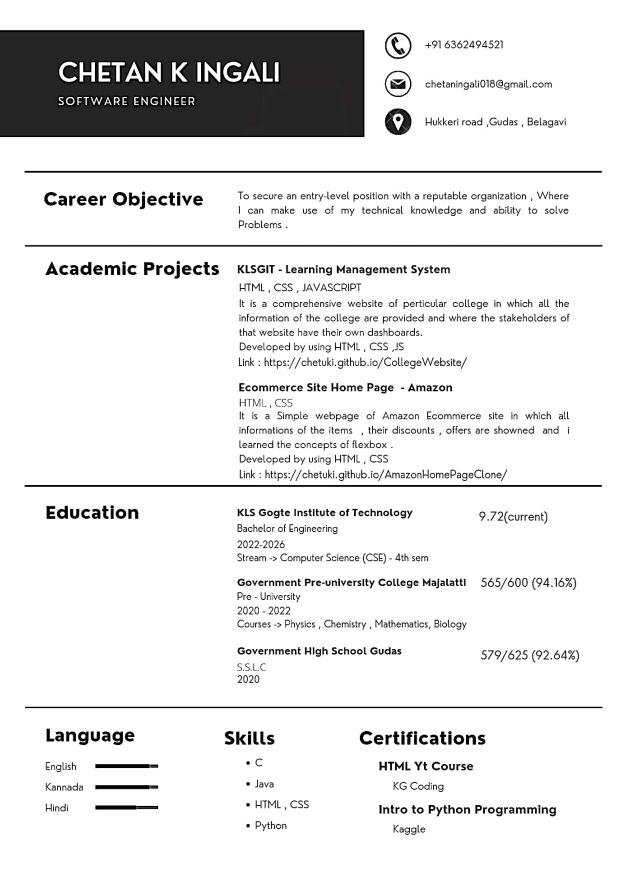 CHETAN K INGALI
SOFTWARE ENGINEER
+91 6362494521
chetaningali018@gmail.com
Hukkeri road ,Gudas , Belagavi
Career Objective
To secure an entry-level position with a reputable organization , Where
I can make use of my technical knowledge and ability to solve
Problems .
Academic Projects
KLSGIT - Learning Management System
HTML , CSS , JAVASCRIPT
It is a comprehensive website of perticular college in which all the
information of the college are provided and where the stakeholders of
that website have their own dashboards.
Developed by using HTML , CSS ,JS
Link : https://chetuki.github.io/CollegeWebsite/
Ecommerce Site Home Page - Amazon
HTML , CSS
It is a Simple webpage of Amazon Ecommerce site in which all
informations of the items , their discounts , offers are showned and i
learned the concepts of flexbox .
Developed by using HTML , CSS
Link : https://chetuki.github.io/AmazonHomePageClone/
Education
KLS Gogte Institute of Technology
9.72(current)
Bachelor of Engineering
2022-2026
Stream -> Computer Science (CSE) - 4th sem
Government Pre-university College Majalatti
565/600 (94.16%)
Pre - University
2020 - 2022
Courses -> Physics , Chemistry , Mathematics, Biology
Government High School Gudas
579/625 (92.64%)
S.S.L.C
2020
Language
English
Kannada
Hindi
Skills
• C
• Java
• HTML , CSS
• Python
Certifications
HTML Yt Course
KG Coding
Intro to Python Programming
Kaggle